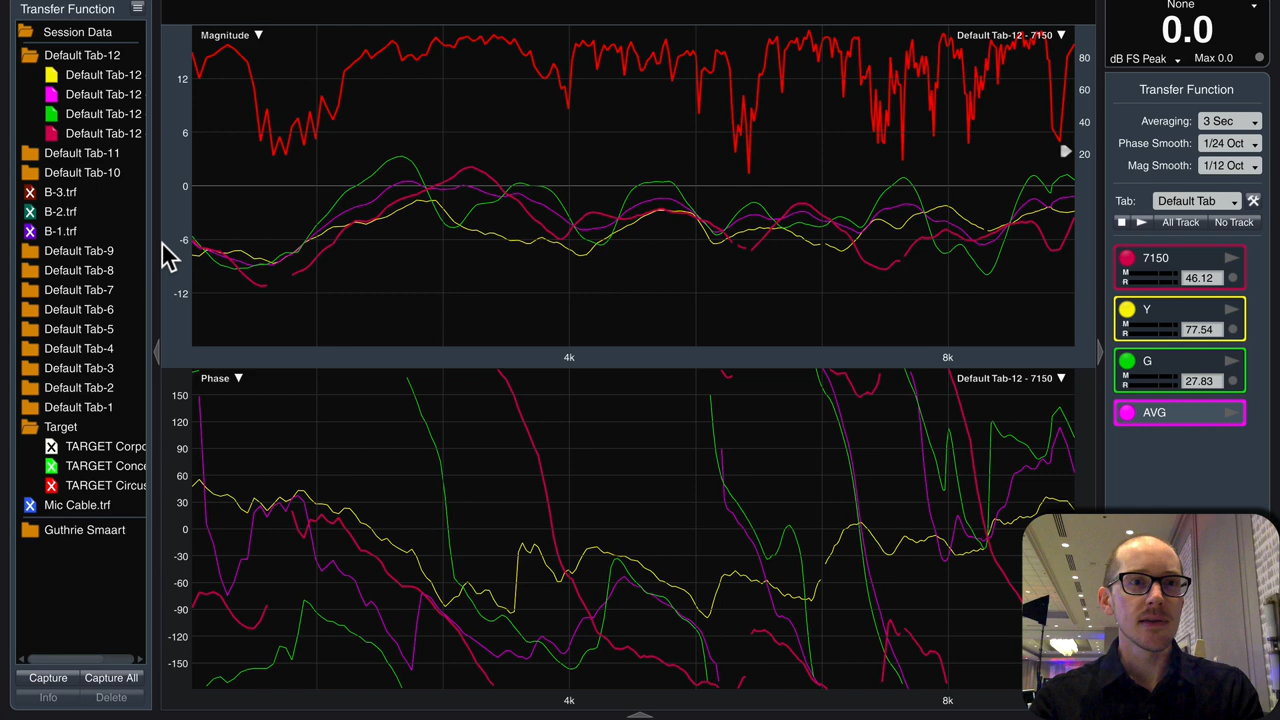 Transfer Function
Session Data
Default Tab-12
Default Tab-12
Default Tab-12
Default Tab-12
Default Tab-12
Default Tab-11
Default Tab-10
B-3.trf
B-2.trf
B-1.trf
Default Tab-9
Default Tab-8
Default Tab-7
Default Tab-6
Default Tab-5
Default Tab-4
Default Tab-3
Default Tab-2
Default Tab-1
Target
TARGET Corpo
TARGET Conce
TARGET Circus
Mic Cable.trf
Guthrie Smaart
Capture Capture All
Info Delete
Magnitude Default Tab-12 - 7150
12
6
0
-6
-12
80
60
40
20
4k 8k
Phase Default Tab-12 - 7150
150
120
90
60
30
0
-30
-60
-90
-120
-150
4k 8k
None
0.0
dB FS Peak Max 0.0
Transfer Function
Averaging: 3 Sec
Phase Smooth: 1/24 Oct
Mag Smooth: 1/12 Oct
Tab: Default Tab
All Track No Track
7150
M
R 46.12
Y
M
R 77.54
G
M
R 27.83
AVG